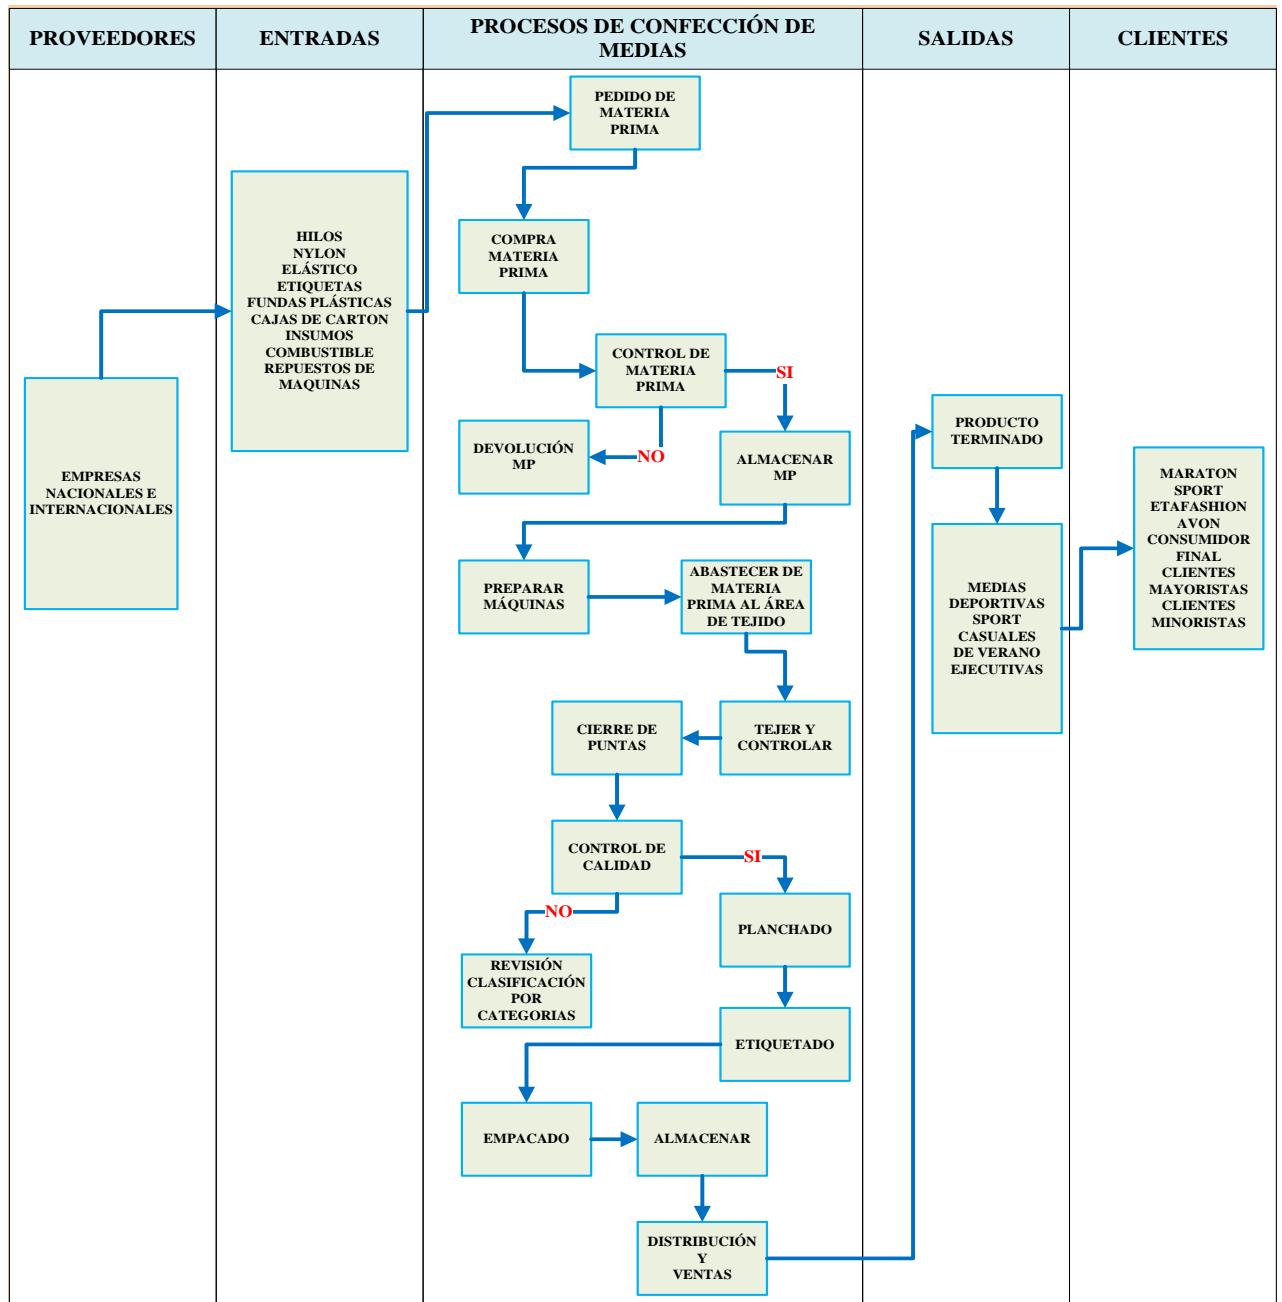 PROVEEDORES
ENTRADAS
PROCESOS DE CONFECCIÓN DE
MEDIAS
SALIDAS
CLIENTES
EMPRESAS
NACIONALES E
INTERNACIONALES
HILOS
NYLON
ELÁSTICO
ETIQUETAS
FUNDAS PLÁSTICAS
CAJAS DE CARTON
INSUMOS
COMBUSTIBLE
REPUESTOS DE
MAQUINAS
PEDIDO DE
MATERIA
PRIMA
COMPRA
MATERIA
PRIMA
CONTROL DE
MATERIA
PRIMA
SI
NO
DEVOLUCIÓN
MP
ALMACENAR
MP
PREPARAR
MÁQUINAS
ABASTECER DE
MATERIA
PRIMA AL ÁREA
DE TEJIDO
TEJER Y
CONTROLAR
CIERRE DE
PUNTAS
CONTROL DE
CALIDAD
SI
NO
PLANCHADO
REVISIÓN
CLASIFICACIÓN
POR
CATEGORIAS
ETIQUETADO
EMPACADO
ALMACENAR
DISTRIBUCIÓN
Y
VENTAS
PRODUCTO
TERMINADO
MEDIAS
DEPORTIVAS
SPORT
CASUALES
DE VERANO
EJECUTIVAS
MARATON
SPORT
ETAFASHION
AVON
CONSUMIDOR
FINAL
CLIENTES
MAYORISTAS
CLIENTES
MINORISTAS